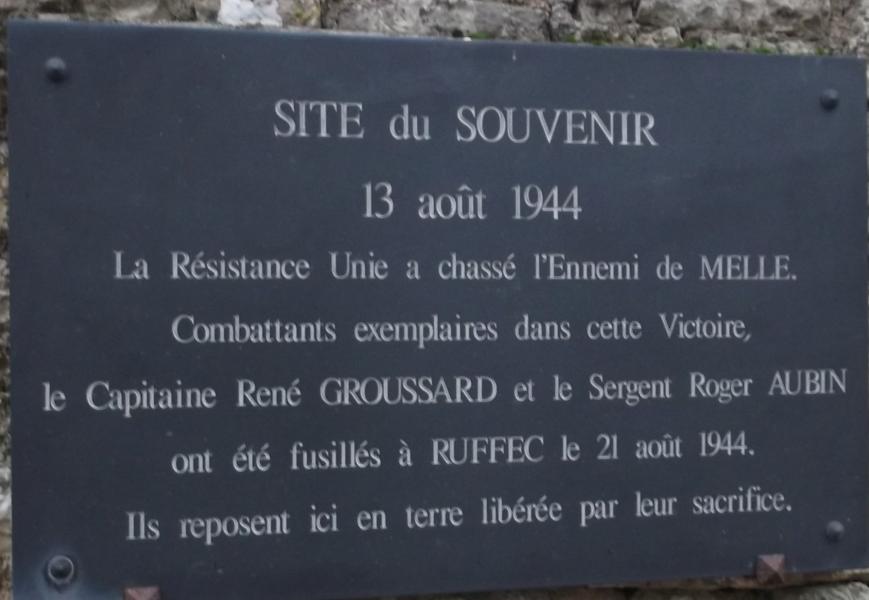 SITE du SOUVENIR
13 août 1944
La Résistance Unie a chassé l'Ennemi de MELLE.
Combattants exemplaires dans cette Victoire,
le Capitaine René GROUSSARD et le Sergent Roger AUBIN
ont été fusillés à RUFFEC le 21 août 1944.
Ils reposent ici en terre libérée par leur sacrifice.